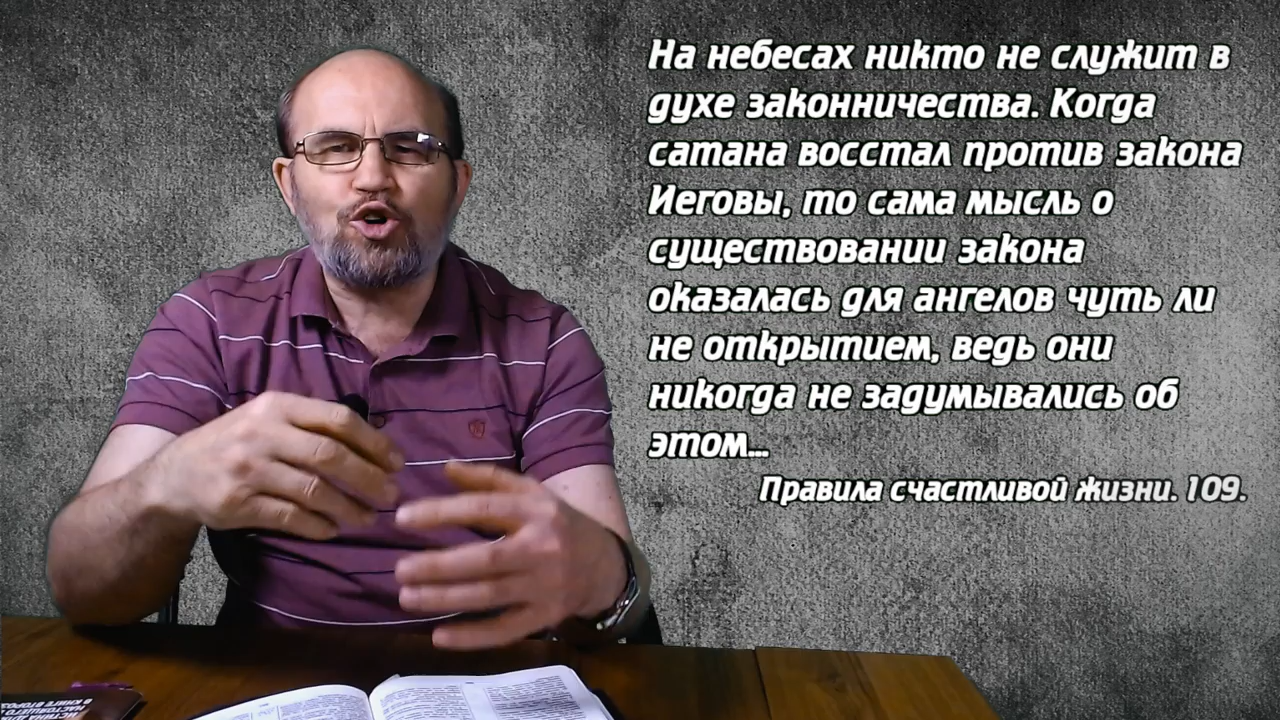 На небесах никто не служит в
духе законничества. Когда
сатана восстал против закона
Иеговы, то сама мысль о
существовании закона
оказалась для ангелов чуть ли
не открытием, ведь они
никогда не задумывались об
этом...
Правила счастливой жизни. 109.